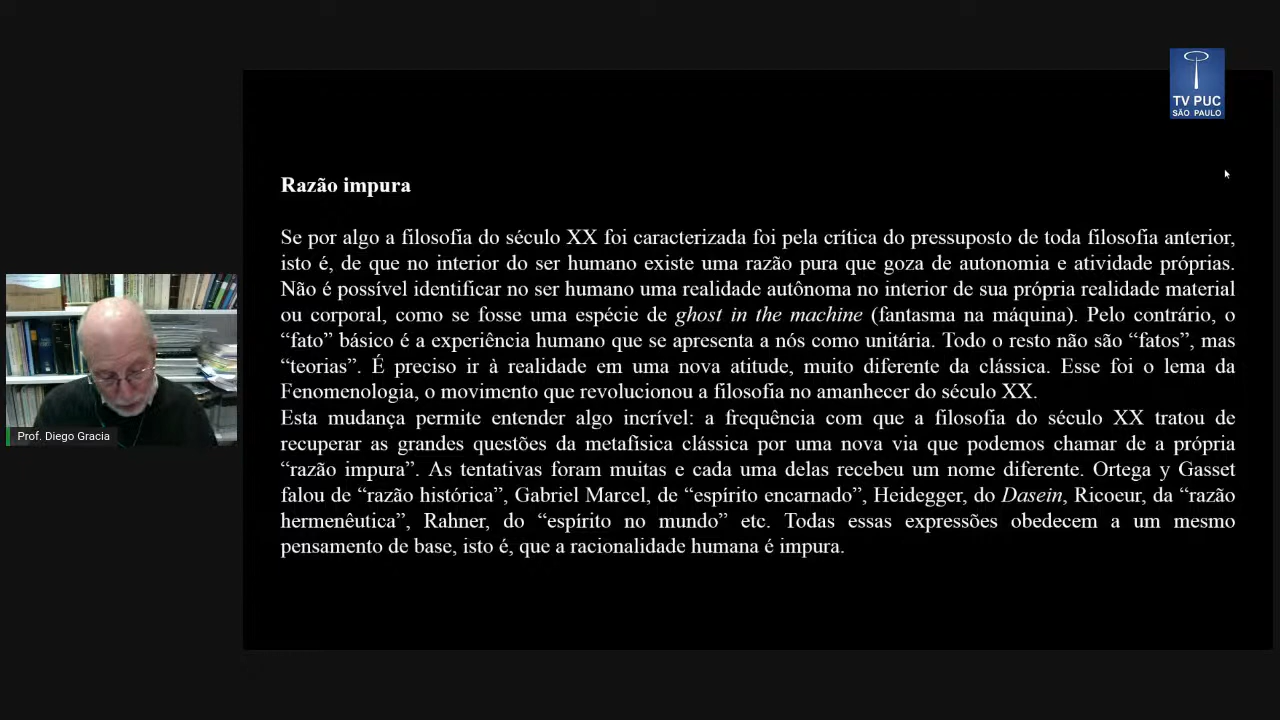 TV PUC
SÃO PAULO
Razão impura
Se por algo a filosofia do século XX foi caracterizada foi pela crítica do pressuposto de toda filosofia anterior,
isto é, de que no interior do ser humano existe uma razão pura que goza de autonomia e atividade próprias.
Não é possível identificar no ser humano uma realidade autônoma no interior de sua própria realidade material
ou corporal, como se fosse uma espécie de ghost in the machine (fantasma na máquina). Pelo contrário, o
“fato” básico é a experiência humano que se apresenta a nós como unitária. Todo o resto não são “fatos”, mas
“teorias”. É preciso ir à realidade em uma nova atitude, muito diferente da clássica. Esse foi o lema da
Fenomenologia, o movimento que revolucionou a filosofia no amanhecer do século XX.
Esta mudança permite entender algo incrível: a frequência com que a filosofia do século XX tratou de
recuperar as grandes questões da metafísica clássica por uma nova via que podemos chamar de a própria
“razão impura”. As tentativas foram muitas e cada uma delas recebeu um nome diferente. Ortega y Gasset
falou de “razão histórica”, Gabriel Marcel, de “espírito encarnado”, Heidegger, do Dasein, Ricoeur, da “razão
hermenêutica”, Rahner, do “espírito no mundo” etc. Todas essas expressões obedecem a um mesmo
pensamento de base, isto é, que a racionalidade humana é impura.
Prof. Diego Gracia